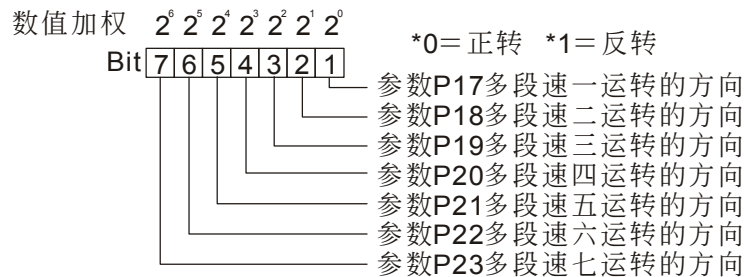 数值加权 2⁶ 2⁵ 2⁴ 2³ 2² 2¹ 2⁰
*0＝正转 *1＝反转
Bit 7 6 5 4 3 2 1
参数P17多段速一运转的方向
参数P18多段速二运转的方向
参数P19多段速三运转的方向
参数P20多段速四运转的方向
参数P21多段速五运转的方向
参数P22多段速六运转的方向
参数P23多段速七运转的方向